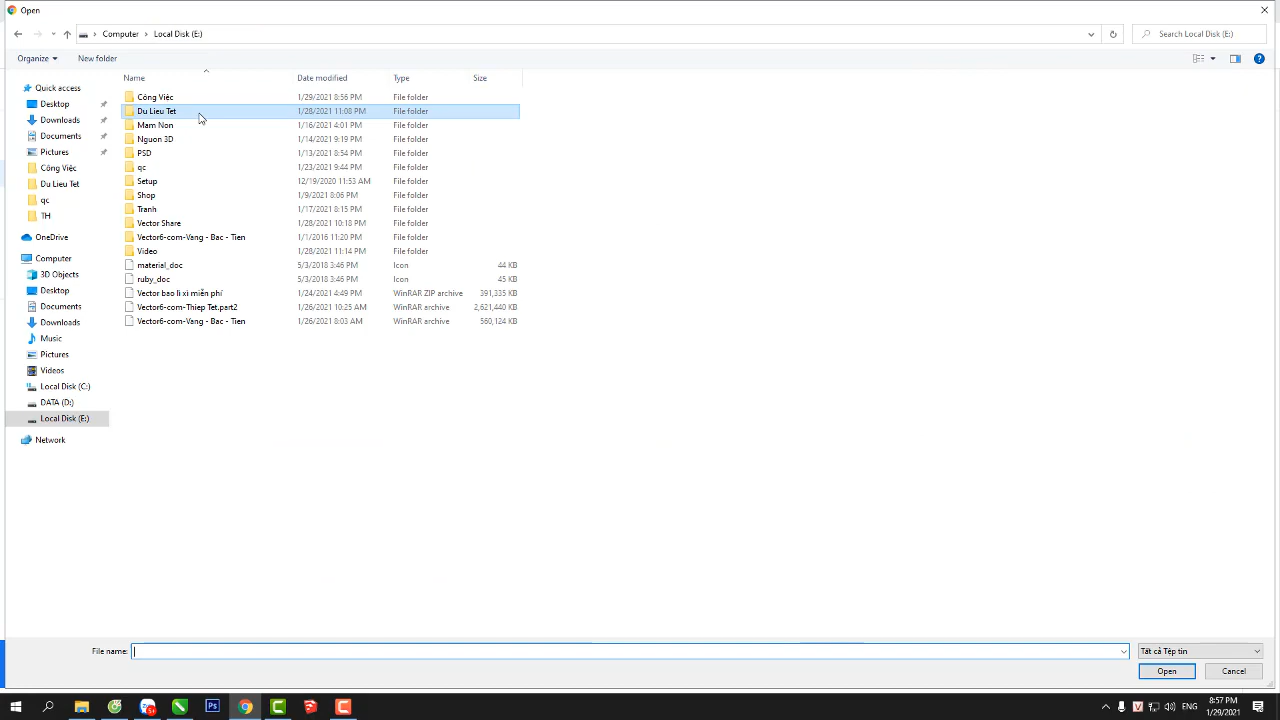 Open
Computer > Local Disk (E:)
Search Local Disk (E:)
Organize
New folder
Name Date modified Type Size
Quick access
Desktop
Downloads
Documents
Pictures
Công Việc
Du Lieu Tet
qc
TH
OneDrive
Computer
3D Objects
Desktop
Documents
Downloads
Music
Pictures
Videos
Local Disk (C:)
DATA (D:)
Local Disk (E:)
Network
Công Việc 1/29/2021 8:56 PM File folder
Du Lieu Tet 1/28/2021 11:08 PM File folder
Mam Non 1/16/2021 4:01 PM File folder
Nguon 3D 1/14/2021 9:19 PM File folder
PSD 1/13/2021 8:54 PM File folder
qc 1/23/2021 9:44 PM File folder
Setup 12/19/2020 11:53 AM File folder
Shop 1/9/2021 8:06 PM File folder
Tranh 1/17/2021 8:15 PM File folder
Vector Share 1/28/2021 10:18 PM File folder
Vector6-com-Vang - Bac - Tien 1/1/2016 11:20 PM File folder
Video 1/28/2021 11:14 PM File folder
material_doc 5/3/2018 3:46 PM Icon 44 KB
ruby_doc 5/3/2018 3:46 PM Icon 45 KB
Vector bao lì xì miễn phí 1/24/2021 4:49 PM WinRAR ZIP archive 391,335 KB
Vector6-com-Thiep Tet.part2 1/26/2021 10:25 AM WinRAR archive 2,621,440 KB
Vector6-com-Vang - Bac - Tien 1/26/2021 8:03 AM WinRAR archive 560,124 KB
File name:
Tất cả Tệp tin
Open
Cancel
ENG
8:57 PM
1/29/2021